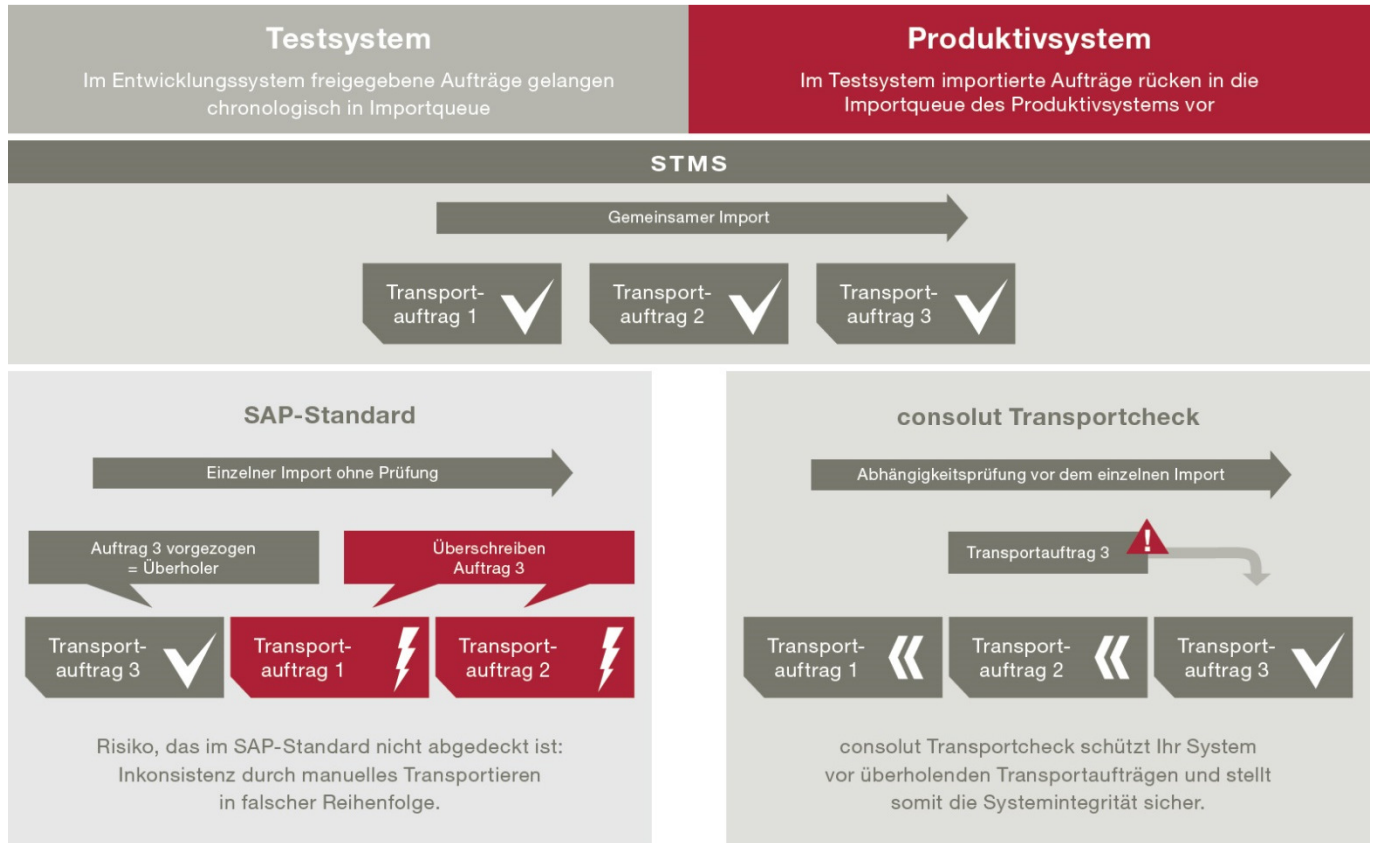 Testsystem
Im Entwicklungssystem freigegebene Aufträge gelangen
chronologisch in Importqueue
Produktivsystem
Im Testsystem importierte Aufträge rücken in die
Importqueue des Produktivsystems vor
STMS
Gemeinsamer Import
Transport-
auftrag 1
Transport-
auftrag 2
Transport-
auftrag 3
SAP-Standard
Einzelner Import ohne Prüfung
Auftrag 3 vorgezogen
= Überholer
Überschreiben
Auftrag 3
Transport-
auftrag 3
Transport-
auftrag 1
Transport-
auftrag 2
Risiko, das im SAP-Standard nicht abgedeckt ist:
Inkonsistenz durch manuelles Transportieren
in falscher Reihenfolge.
consolut Transportcheck
Abhängigkeitsprüfung vor dem einzelnen Import
Transportauftrag 3
!
Transport-
auftrag 1
Transport-
auftrag 2
Transport-
auftrag 3
consolut Transportcheck schützt Ihr System
vor überholenden Transportaufträgen und stellt
somit die Systemintegrität sicher.